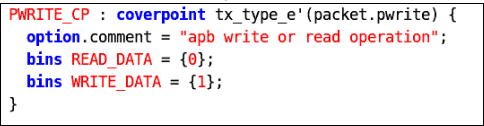 PWRITE_CP : coverpoint tx_type_e'(packet.pwrite) {
option.comment = "apb write or read operation";
bins READ_DATA = {0};
bins WRITE_DATA = {1};
}